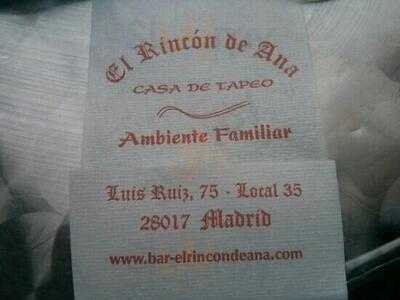 El Rincón de Ana
CASA DE TAPEO
Ambiente Familiar
Luis Ruiz, 75 - Local 35
28017 Madrid
www.bar-elrincondeana.com